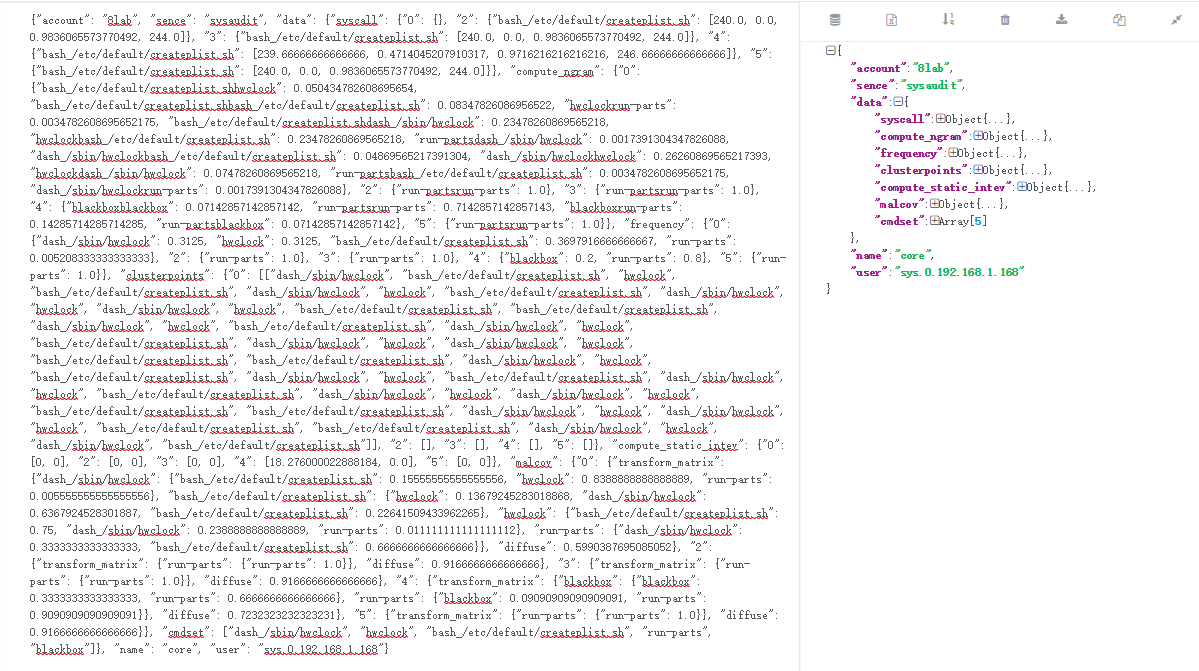 {"account": "8lab", "sence": "sysaudit", "data": {"syscall": {"0": {}, "2": {"bash_/etc/default/createplist.sh": [240.0, 0.0,
0.9836065573770492, 244.0]}, "3": {"bash_/etc/default/createplist.sh": [240.0, 0.0, 0.9836065573770492, 244.0]}, "4":
{"bash_/etc/default/createplist.sh": [239.66666666666666, 0.4714045207910317, 0.9716216216216216, 246.66666666666666]}, "5":
{"bash_/etc/default/createplist.sh": [240.0, 0.0, 0.9836065573770492, 244.0]}}, "compute_ngram": {"0":
{"bash_/etc/default/createplist.shhwclock": 0.050434782608695654,
"bash_/etc/default/createplist.shbash_/etc/default/createplist.sh": 0.08347826086956522, "hwclockrun-parts":
0.003478260869652175, "bash_/etc/default/createplist.shdash_/sbin/hwclock": 0.23478260869565218,
"hwclockbash_/etc/default/createplist.sh": 0.23478260869565218, "run-partsdash_/sbin/hwclock": 0.0017391304347826088,
"dash_/sbin/hwclockbash_/etc/default/createplist.sh": 0.04869565217391304, "dash_/sbin/hwclockhwclock": 0.26260869565217393,
"hwclockdash_/sbin/hwclock": 0.07478260869565218, "run-partsbash_/etc/default/createplist.sh": 0.003478260869652175,
"dash_/sbin/hwclockrun-parts": 0.0017391304347826088}, "2": {"run-partsrun-parts": 1.0}, "3": {"run-partsrun-parts": 1.0},
"4": {"blackboxblackbox": 0.07142857142857142, "run-partsrun-parts": 0.7142857142857143, "blackboxrun-parts":
0.14285714285714285, "run-partsblackbox": 0.07142857142857142}, "5": {"run-partsrun-parts": 1.0}}, "frequency": {"0":
{"dash_/sbin/hwclock": 0.3125, "hwclock": 0.3125, "bash_/etc/default/createplist.sh": 0.3697916666666667, "run-parts":
0.005208333333333333}, "2": {"run-parts": 1.0}, "3": {"run-parts": 1.0}, "4": {"blackbox": 0.2, "run-parts": 0.8}, "5": {"run-
parts": 1.0}}, "clusterpoints": {"0": [["dash_/sbin/hwclock", "bash_/etc/default/createplist.sh", "hwclock",
"bash_/etc/default/createplist.sh", "dash_/sbin/hwclock", "hwclock", "bash_/etc/default/createplist.sh", "dash_/sbin/hwclock",
"hwclock", "dash_/sbin/hwclock", "hwclock", "bash_/etc/default/createplist.sh", "bash_/etc/default/createplist.sh",
"dash_/sbin/hwclock", "hwclock", "bash_/etc/default/createplist.sh", "dash_/sbin/hwclock", "hwclock",
"bash_/etc/default/createplist.sh", "dash_/sbin/hwclock", "hwclock", "dash_/sbin/hwclock", "hwclock",
"bash_/etc/default/createplist.sh", "bash_/etc/default/createplist.sh", "dash_/sbin/hwclock", "hwclock",
"bash_/etc/default/createplist.sh", "dash_/sbin/hwclock", "hwclock", "bash_/etc/default/createplist.sh", "dash_/sbin/hwclock",
"hwclock", "bash_/etc/default/createplist.sh", "dash_/sbin/hwclock", "hwclock", "dash_/sbin/hwclock", "hwclock",
"bash_/etc/default/createplist.sh", "bash_/etc/default/createplist.sh", "dash_/sbin/hwclock", "hwclock", "dash_/sbin/hwclock",
"hwclock", "bash_/etc/default/createplist.sh", "bash_/etc/default/createplist.sh", "dash_/sbin/hwclock", "hwclock",
"dash_/sbin/hwclock", "bash_/etc/default/createplist.sh"]], "2": [], "3": [], "4": [], "5": []}, "compute_static_intev": {"0":
[0, 0], "2": [0, 0], "3": [0, 0], "4": [18.276000022888184, 0.0], "5": [0, 0]}, "malcov": {"0": {"transform_matrix":
{"dash_/sbin/hwclock": {"bash_/etc/default/createplist.sh": 0.15555555555555556, "hwclock": 0.8388888888888889, "run-parts":
0.005555555555555556}, "bash_/etc/default/createplist.sh": {"hwclock": 0.13679245283018868, "dash_/sbin/hwclock":
0.6367924528301887, "bash_/etc/default/createplist.sh": 0.22641509433962265}, "hwclock": {"bash_/etc/default/createplist.sh":
0.75, "dash_/sbin/hwclock": 0.2388888888888889, "run-parts": 0.011111111111111112}, "run-parts": {"dash_/sbin/hwclock":
0.3333333333333333, "bash_/etc/default/createplist.sh": 0.6666666666666666}}, "diffuse": 0.5990387695085052}, "2":
{"transform_matrix": {"run-parts": {"run-parts": 1.0}}, "diffuse": 0.9166666666666666}, "3": {"transform_matrix": {"run-
parts": {"run-parts": 1.0}}, "diffuse": 0.9166666666666666}, "4": {"transform_matrix": {"blackbox": {"blackbox":
0.3333333333333333, "run-parts": 0.6666666666666666}, "run-parts": {"blackbox": 0.09090909090909091, "run-parts":
0.9090909090909091}}, "diffuse": 0.7232323232323231}, "5": {"transform_matrix": {"run-parts": {"run-parts": 1.0}}, "diffuse":
0.9166666666666666}}, "cmdset": ["dash_/sbin/hwclock", "hwclock", "bash_/etc/default/createplist.sh", "run-parts",
"blackbox"]}, "name": "core", "user": "sys.0.192.168.1.168"}
{
"account":"8lab",
"sence":"sysaudit",
"data":{
"syscall":Object{...},
"compute_ngram":Object{...},
"frequency":Object{...},
"clusterpoints":Object{...},
"compute_static_intev":Object{...},
"malcov":Object{...},
"cmdset":Array[5]
},
"name":"core",
"user":"sys.0.192.168.1.168"
}